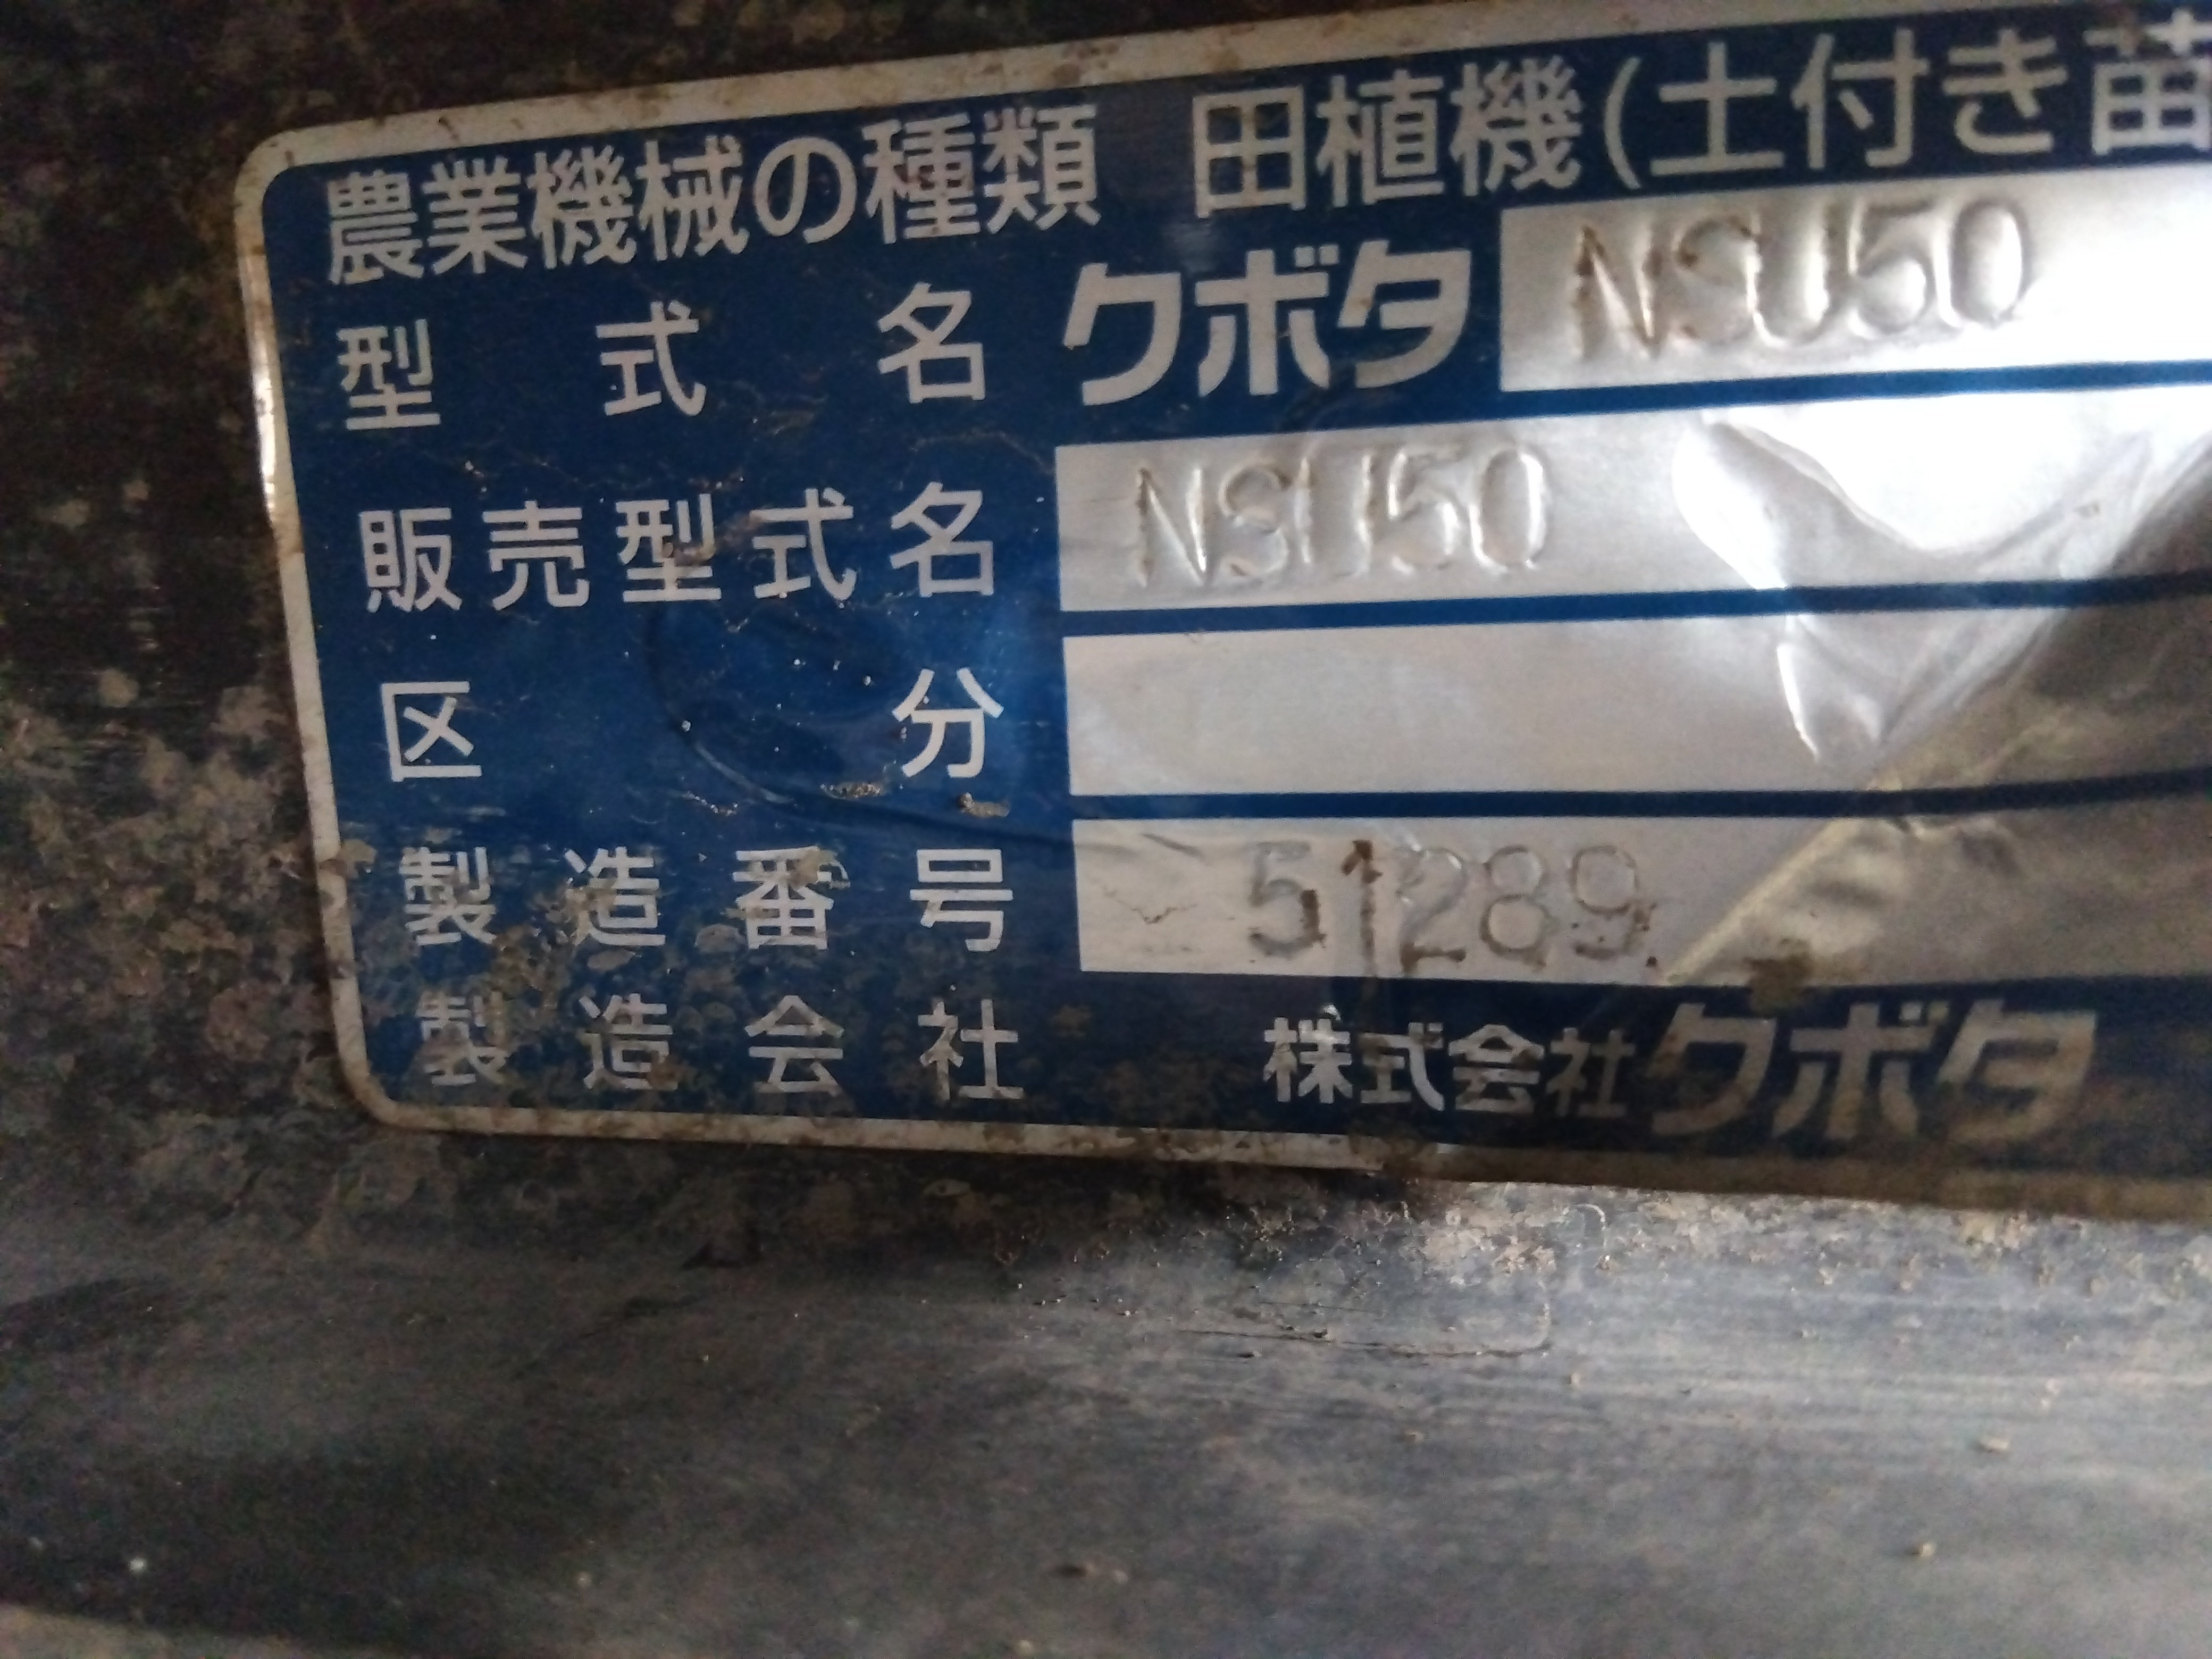 農業機械の種類 田植機(土付き苗
型式名 クボタ NSU50
販売型式名 NSU50
区分
製造番号 51289
製造会社 株式会社クボタ